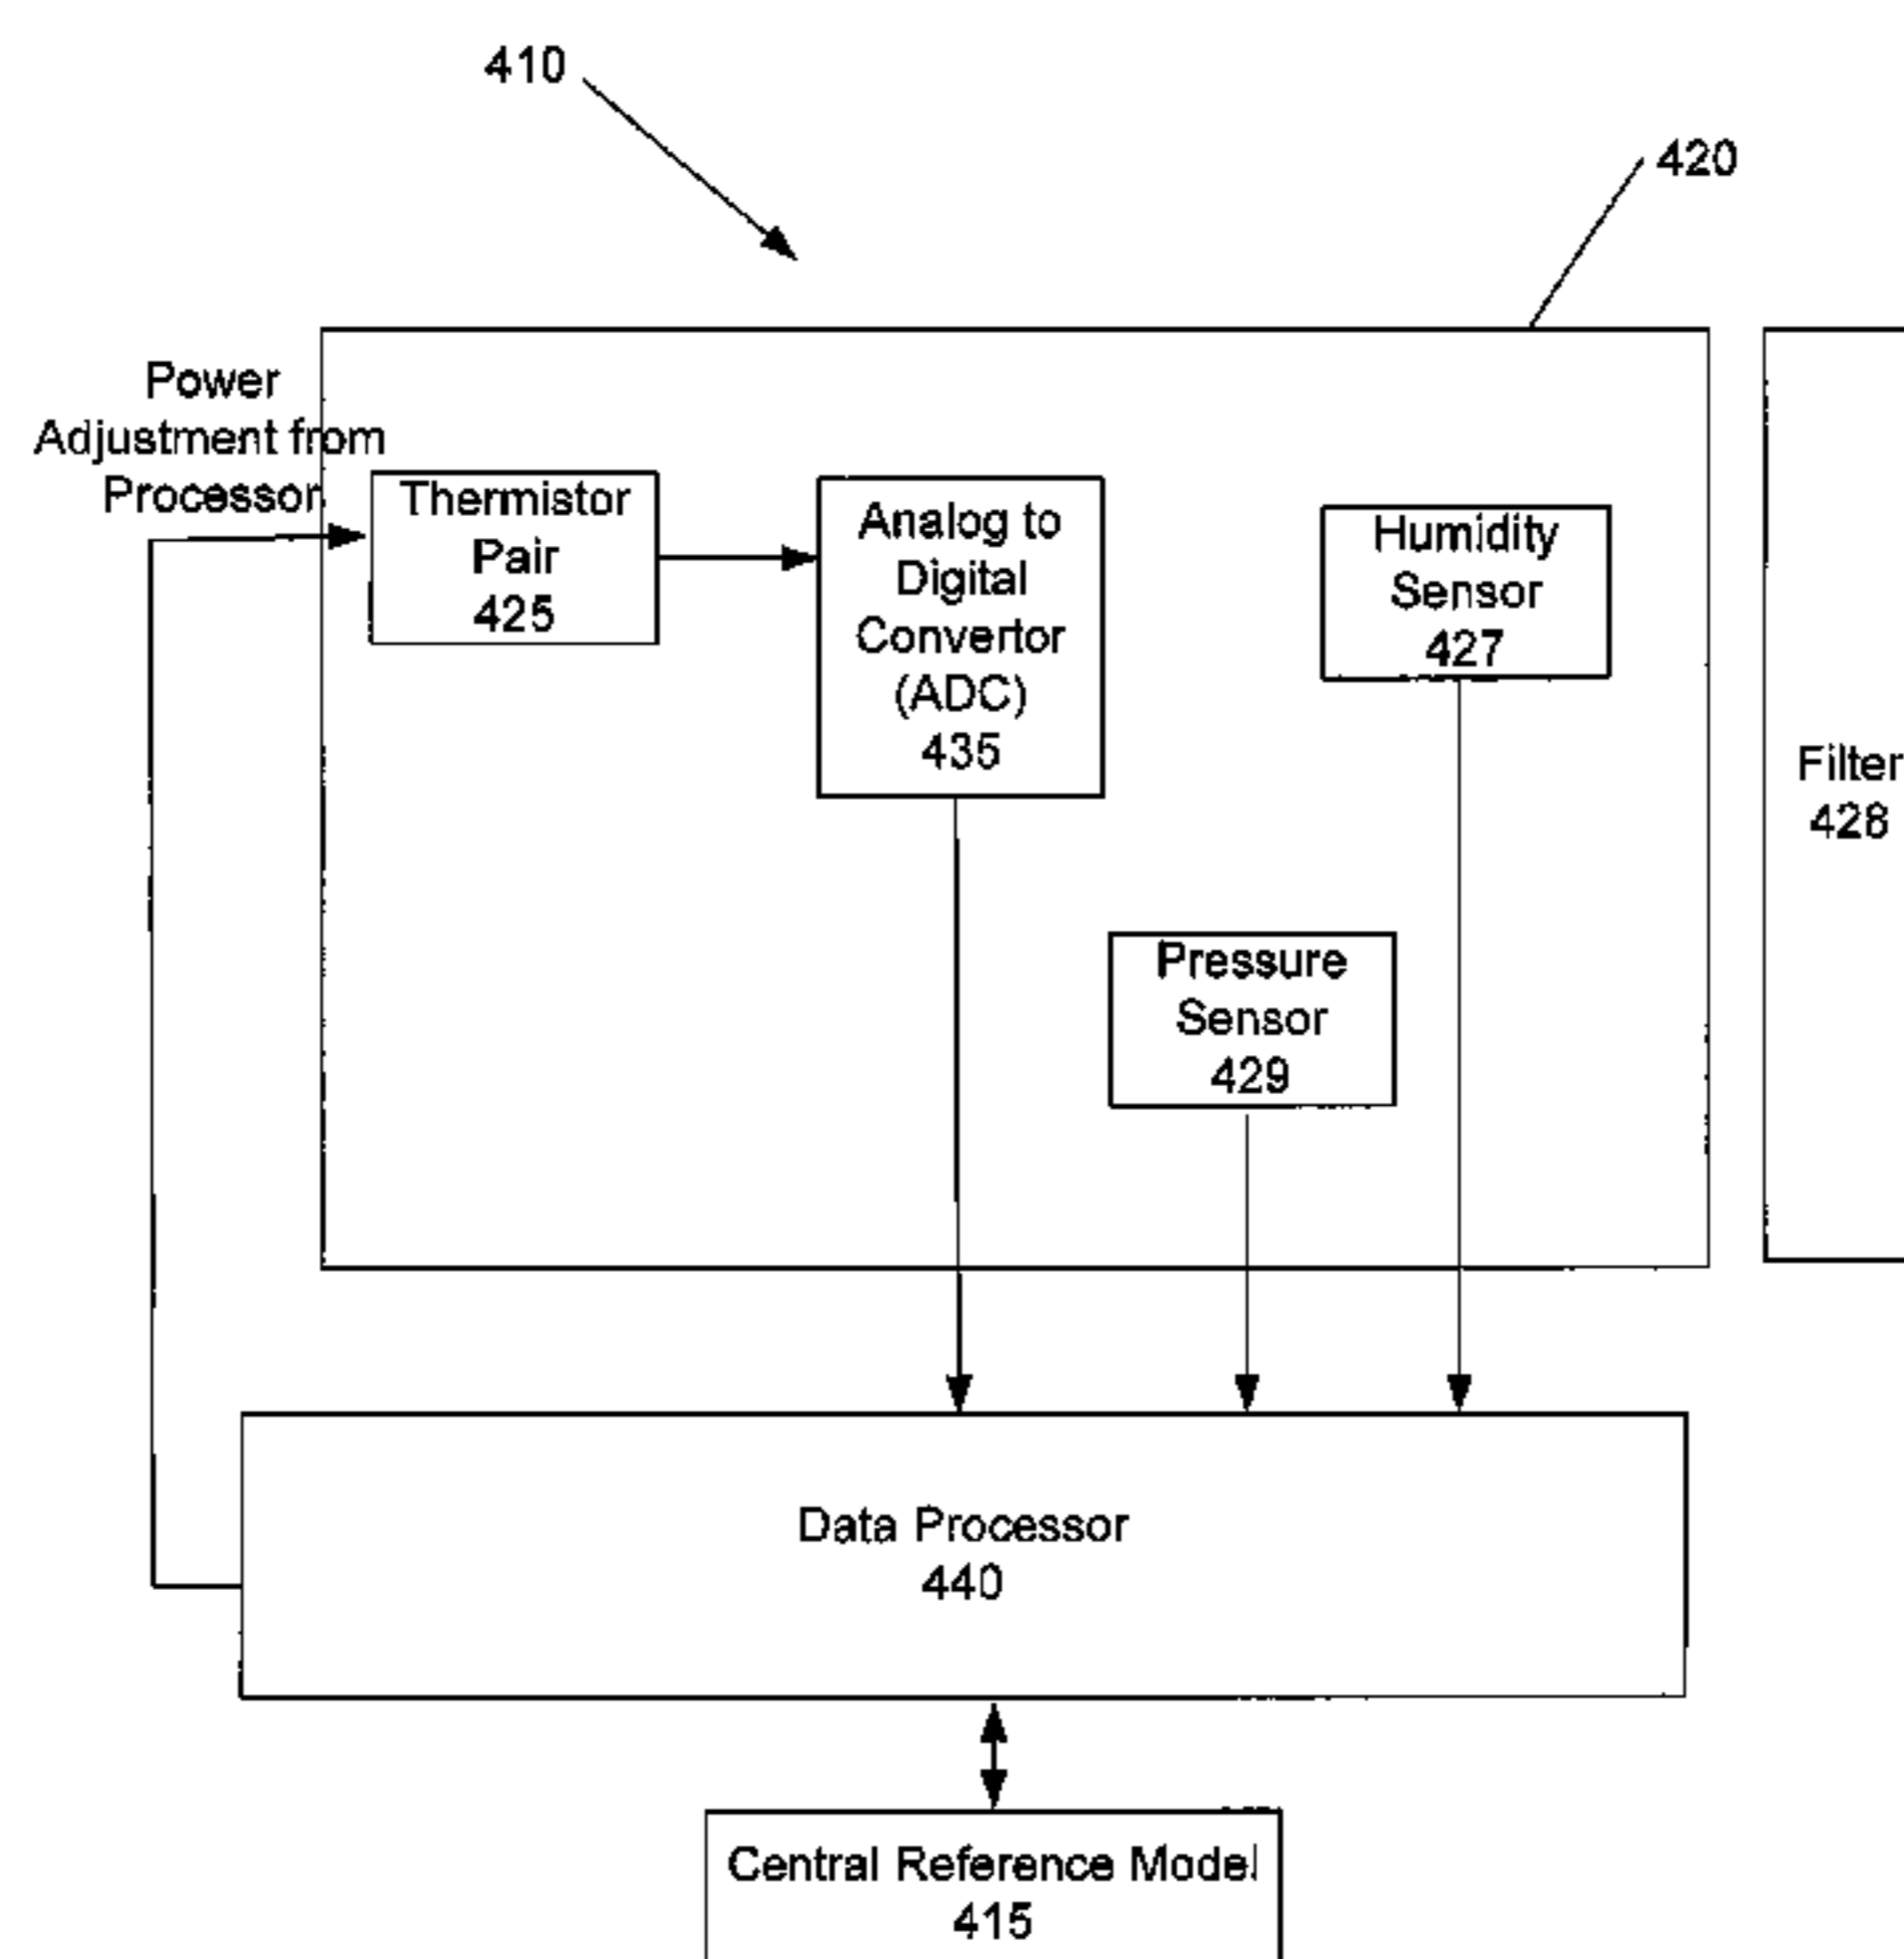 410
420
Power
Adjustment from
Processor
Thermistor
Pair
425
Analog to
Digital
Convertor
(ADC)
435
Humidity
Sensor
427
Filter
428
Pressure
Sensor
429
Data Processor
440
Central Reference Model
415